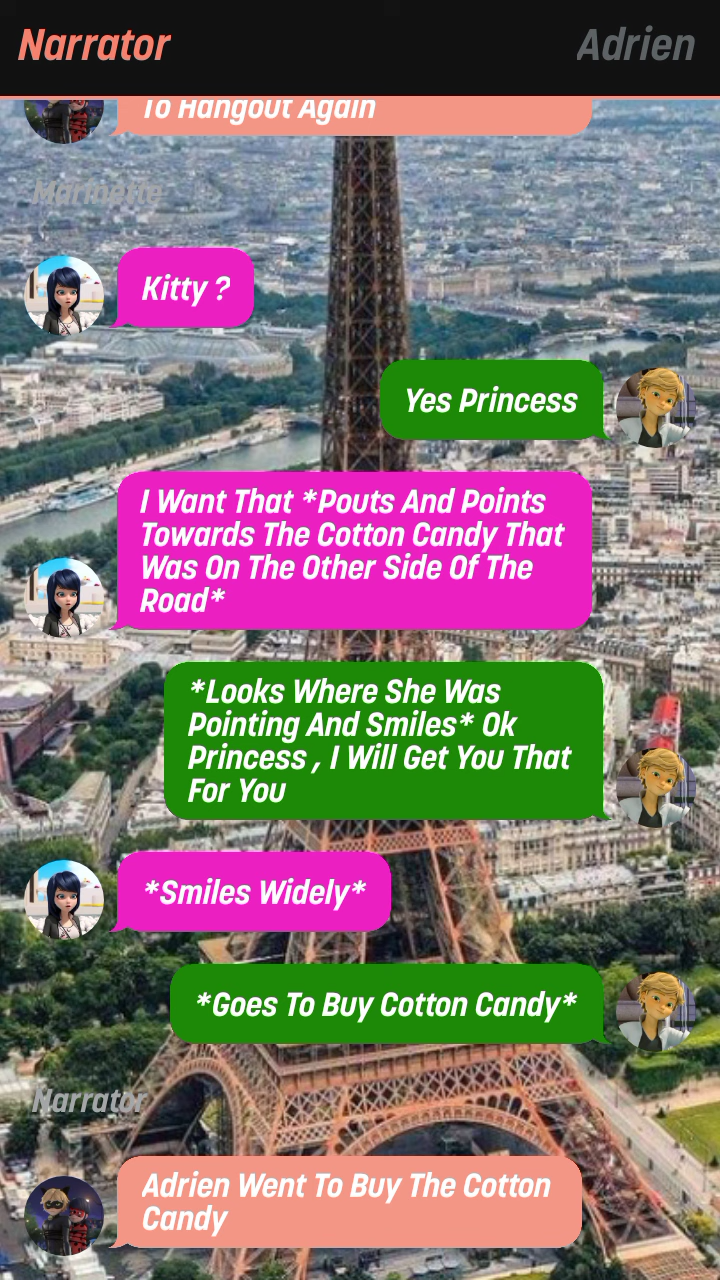 Narrator
Adrien
To Hangout Again
Marinette
Kitty ?
Yes Princess
I Want That *Pouts And Points
Towards The Cotton Candy That
Was On The Other Side Of The
Road*
*Looks Where She Was
Pointing And Smiles* Ok
Princess , I Will Get You That
For You
*Smiles Widely*
*Goes To Buy Cotton Candy*
Narrator
Adrien Went To Buy The Cotton
Candy